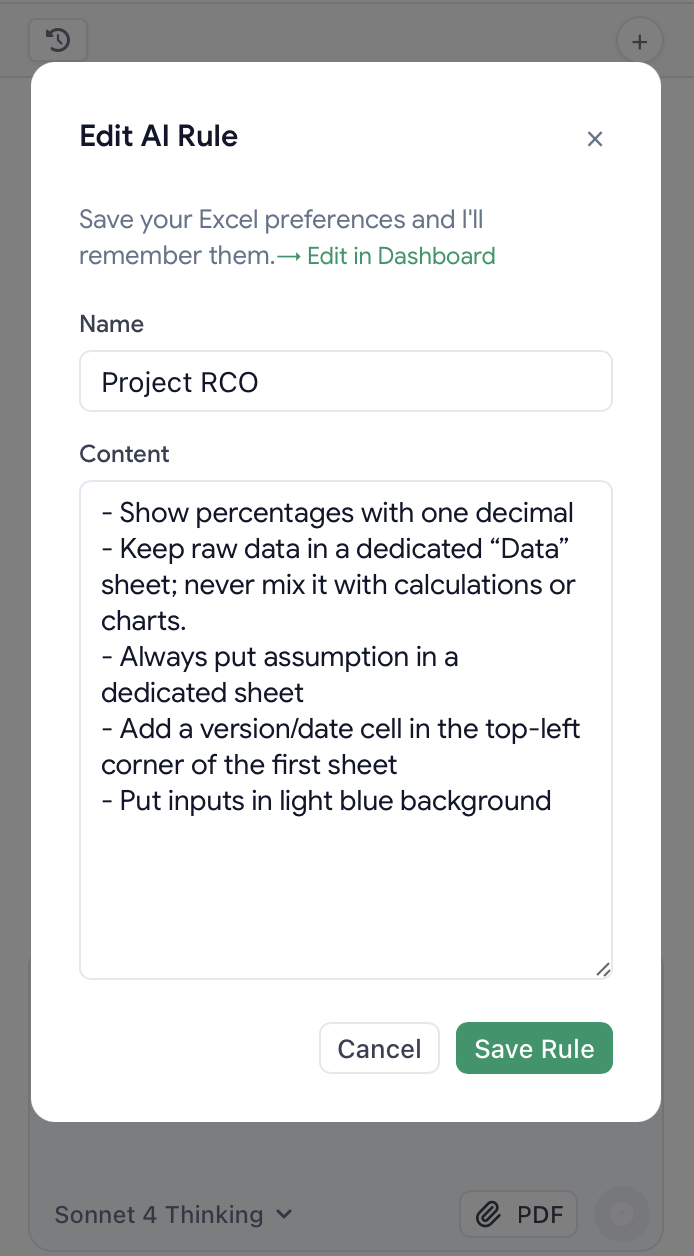 Edit AI Rule
Save your Excel preferences and I'll
remember them.→ Edit in Dashboard
Name
Project RCO
Content
- Show percentages with one decimal
- Keep raw data in a dedicated “Data”
sheet; never mix it with calculations or
charts.
- Always put assumption in a
dedicated sheet
- Add a version/date cell in the top-left
corner of the first sheet
- Put inputs in light blue background
Cancel
Save Rule
Sonnet 4 Thinking
PDF